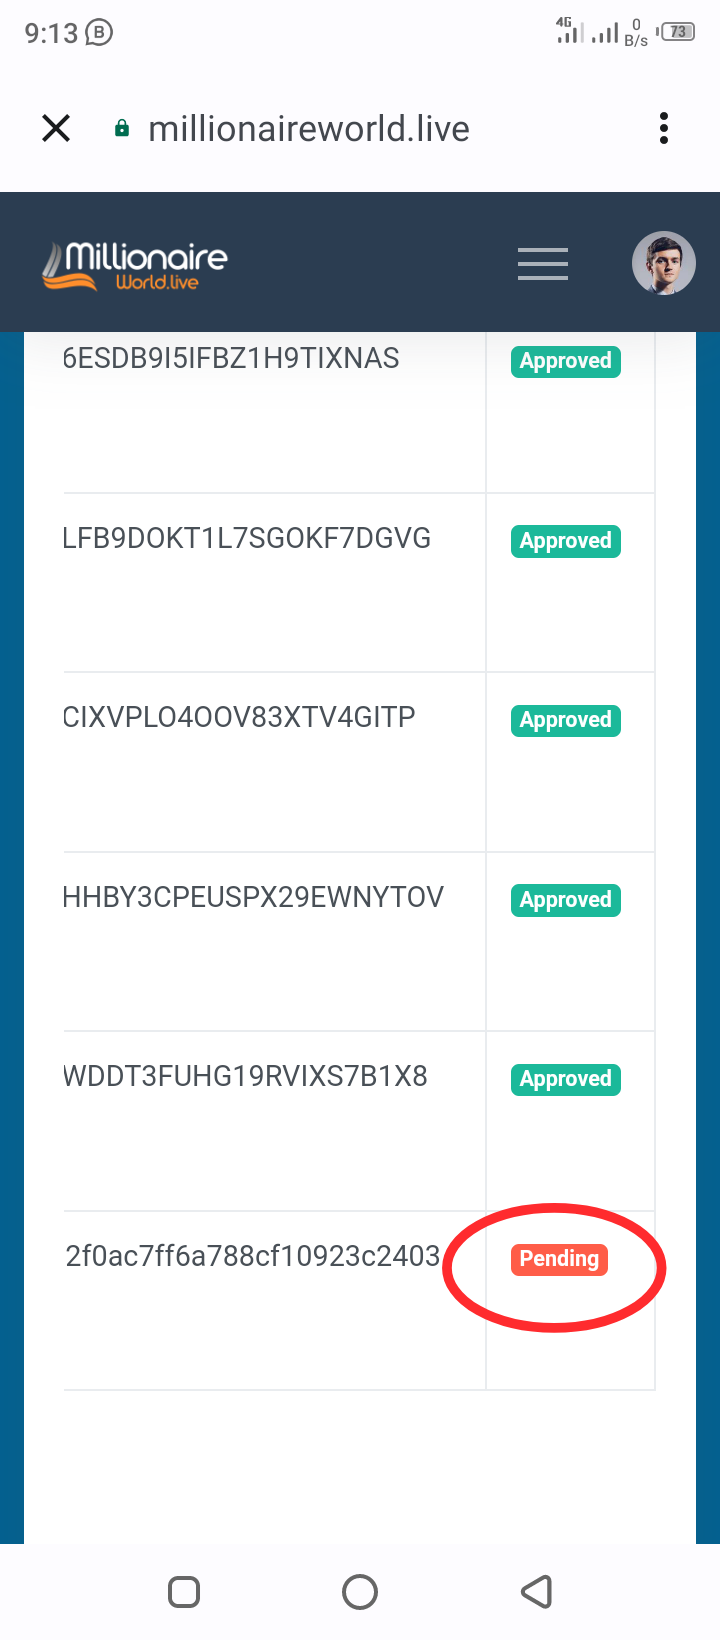 9:13
4G
0
B/s
73
millionaireworld.live
Millionaire
World.live
6ESDB9I5IFBZ1H9TIXNAS Approved
LFB9DOKT1L7SGOKF7DGVG Approved
CIXVPLO4OOV83XTV4GITP Approved
HHBY3CPEUSPX29EWNYTOV Approved
WDDT3FUHG19RVIXS7B1X8 Approved
2f0ac7ff6a788cf10923c2403 Pending